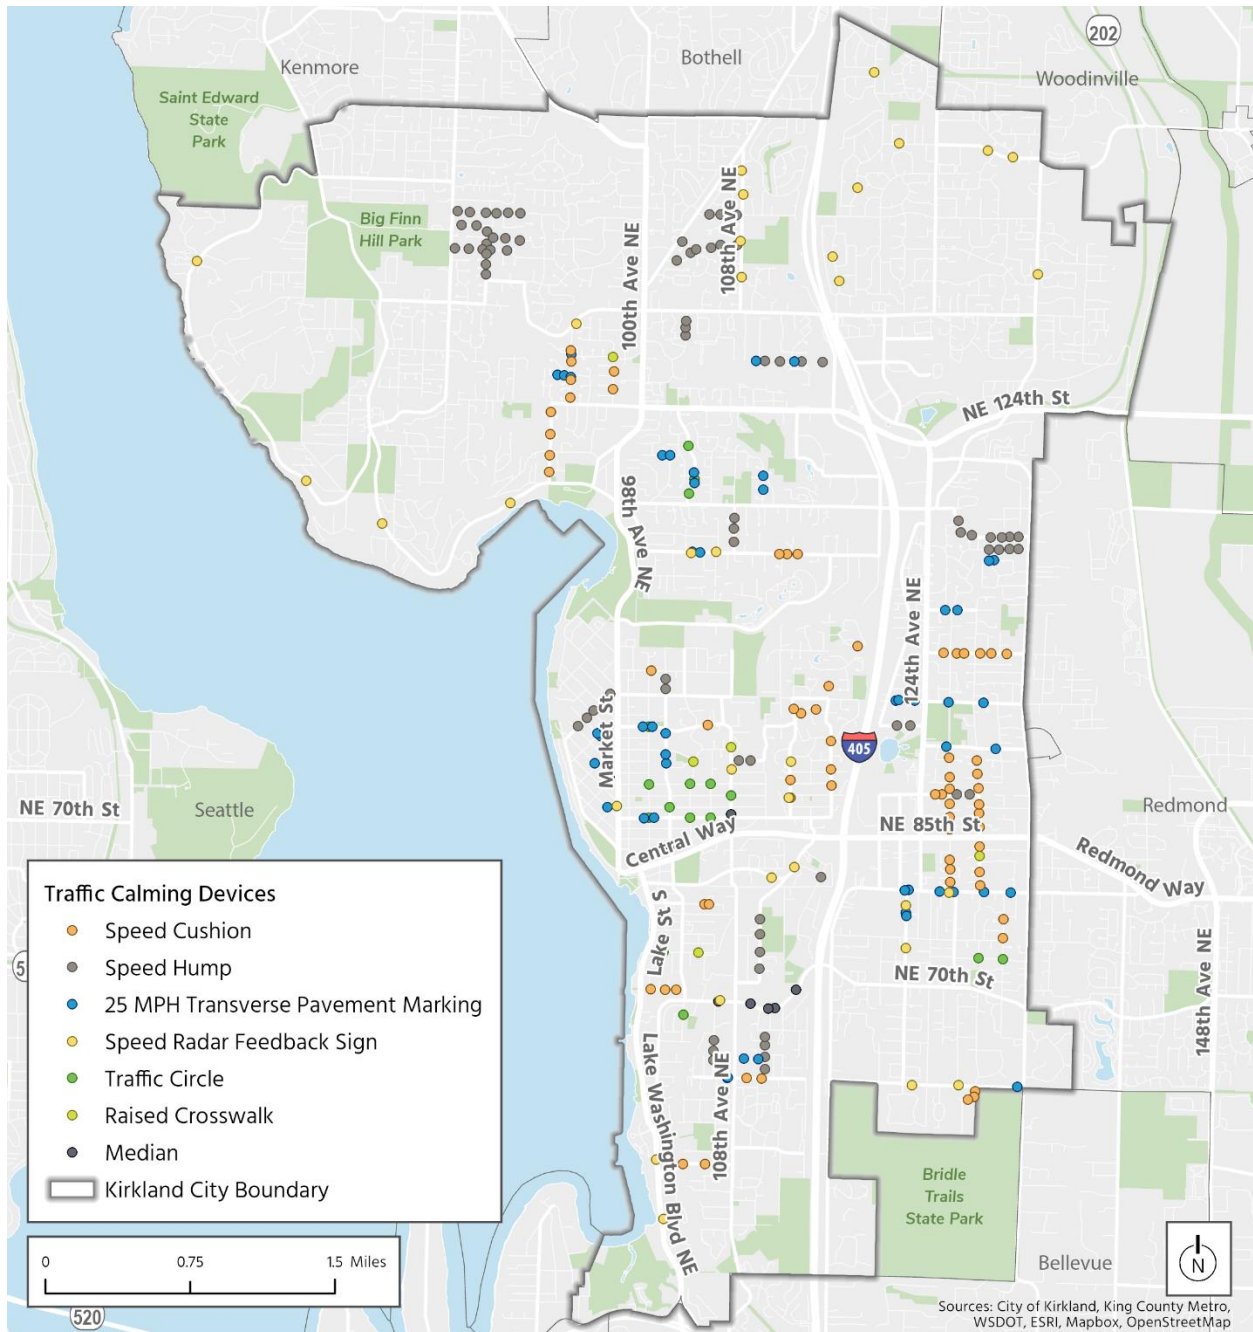 202
Bothell
Kenmore
Woodinville
Saint Edward
State
Park
Big Finn
Hill Park
100th Ave NE
108th Ave NE
NE 124th St
98th Ave NE
124th Ave NE
Market St
405
NE 70th St
Seattle
Redmond
NE 85th St
Central Way
Redmond Way
S
Lake St
NE 70th St
148th Ave NE
Lake Washington Blvd NE
108th Ave NE
Bridle
Trails
State Park
Bellevue
Traffic Calming Devices
Speed Cushion
Speed Hump
25 MPH Transverse Pavement Marking
Speed Radar Feedback Sign
Traffic Circle
Raised Crosswalk
Median
Kirkland City Boundary
0 0.75 1.5 Miles
5
520
N
Sources: City of Kirkland, King County Metro,
WSDOT, ESRI, Mapbox, OpenStreetMap